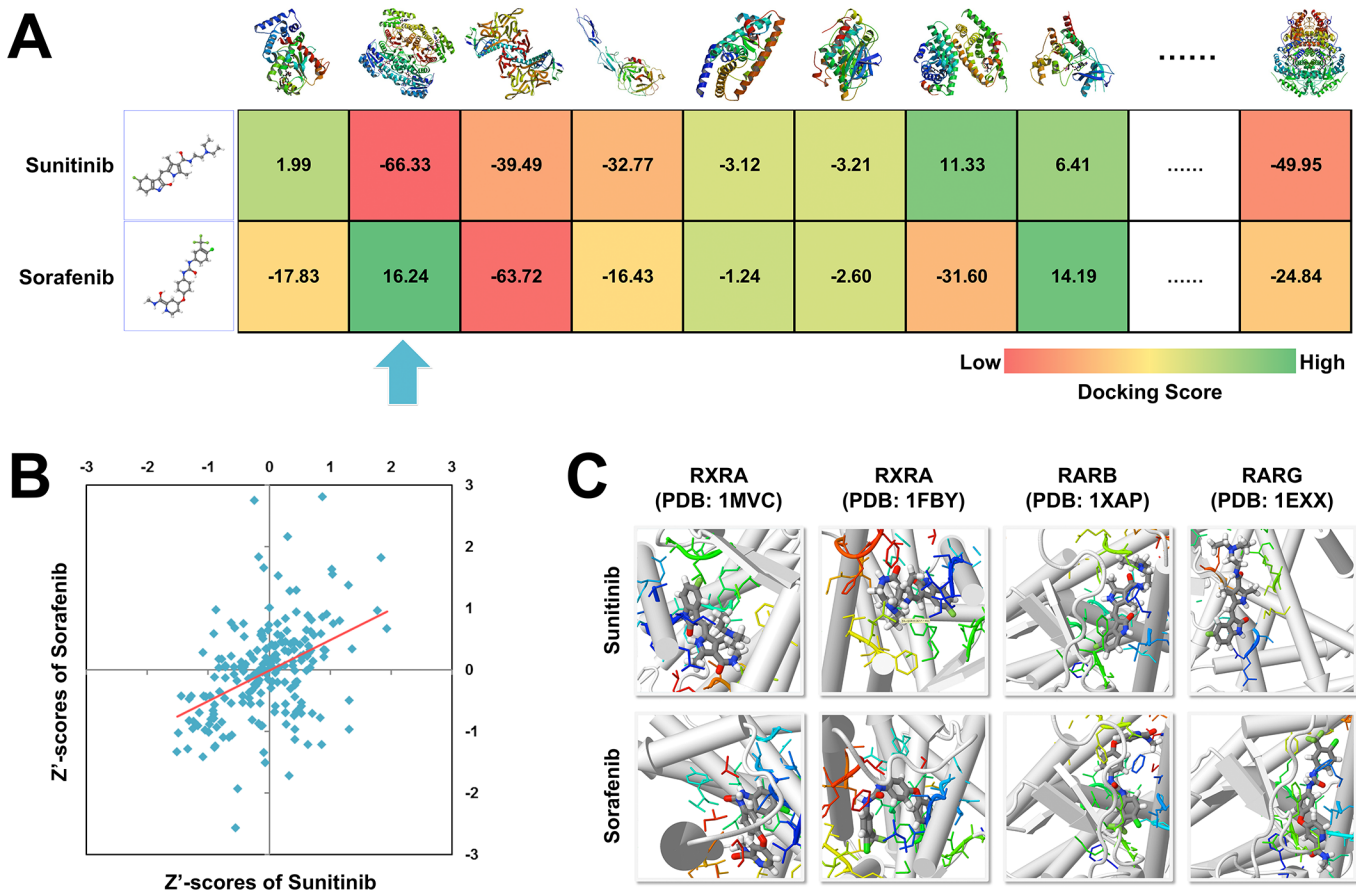 A
......
Sunitinib
1.99 -66.33 -39.49 -32.77 -3.12 -3.21 11.33 6.41 ...... -49.95
Sorafenib
-17.83 16.24 -63.72 -16.43 -1.24 -2.60 -31.60 14.19 ...... -24.84
Low High
Docking Score
B
-3 -2 -1 0 1 2 3
3
2
1
0
-1
-2
-3
Z'-scores of Sorafenib
Z'-scores of Sunitinib
C
RXRA
(PDB: 1MVC)
RXRA
(PDB: 1FBY)
RARB
(PDB: 1XAP)
RARG
(PDB: 1EXX)
Sunitinib
Sorafenib